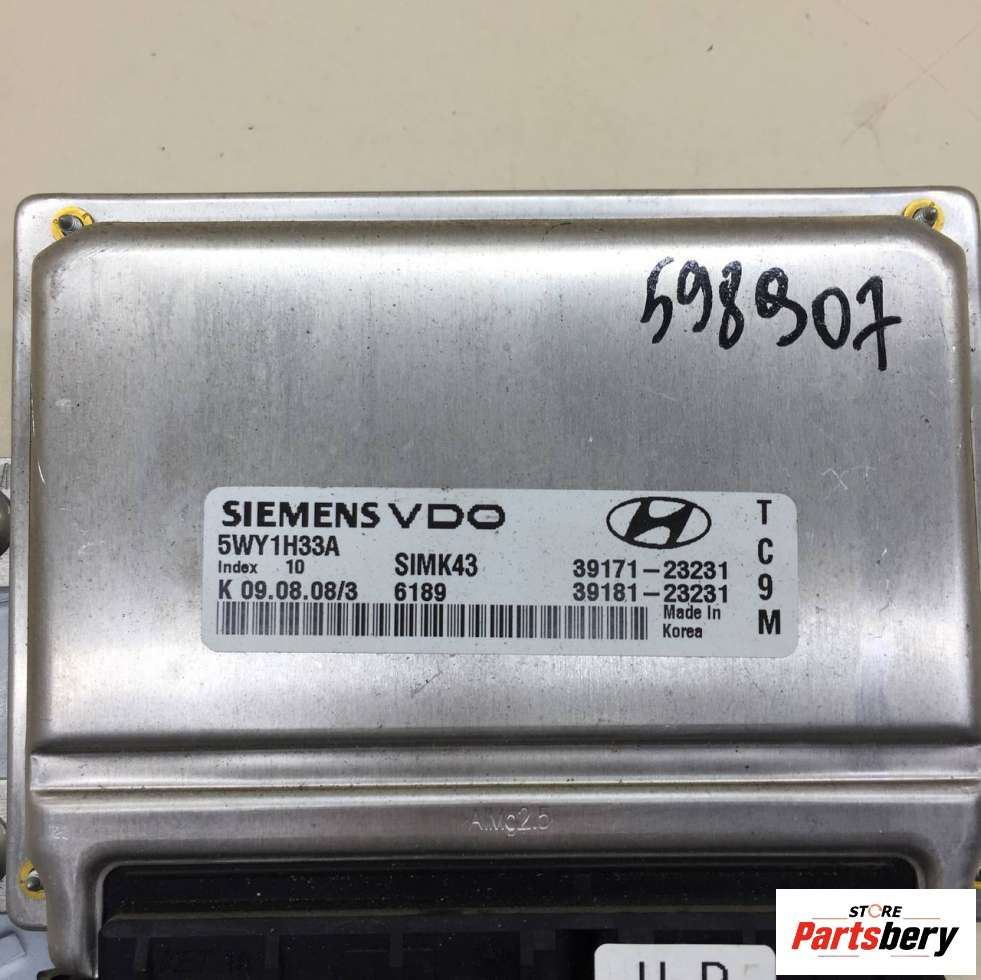 598907
SIEMENS VDO
5WY1H33A
Index 10 SIMK43 39171-23231
K 09.08.08/3 6189 39181-23231
Made In
Korea
T
C
9
M
AlMg2.5
STORE
Partsbery